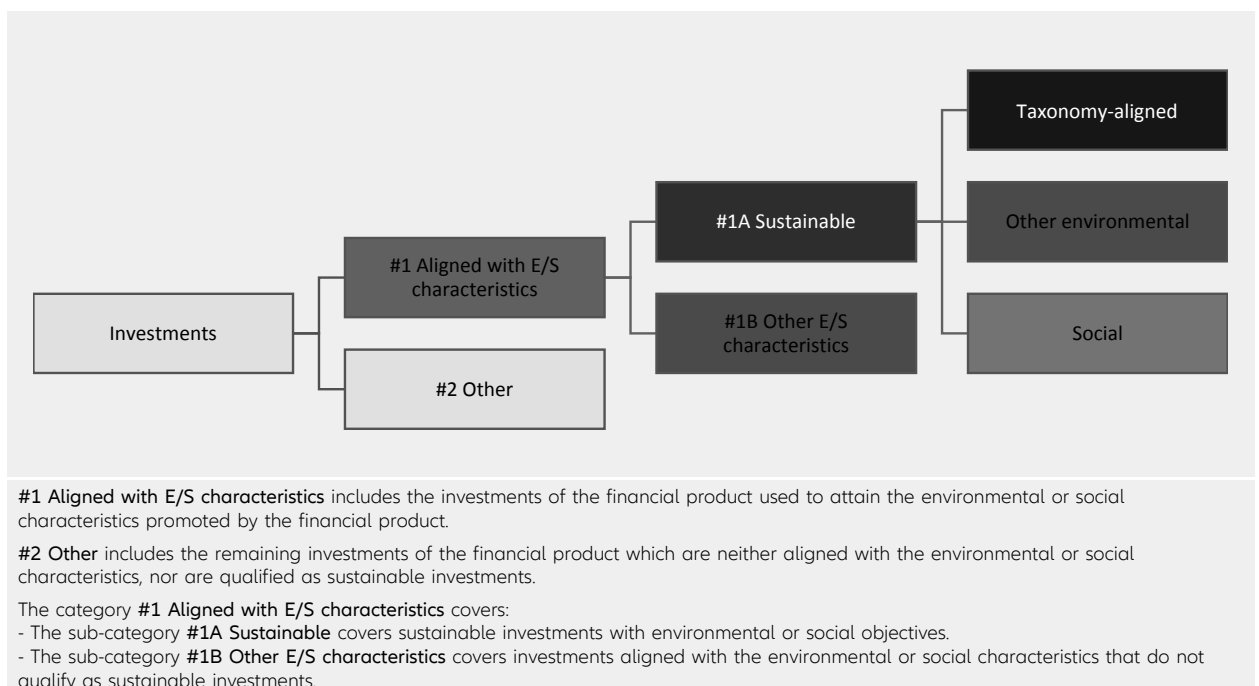 Taxonomy-aligned
#1A Sustainable
Other environmental
#1 Aligned with E/S
characteristics
Investments
#1B Other E/S
characteristics
Social
#2 Other
#1 Aligned with E/S characteristics includes the investments of the financial product used to attain the environmental or social
characteristics promoted by the financial product.
#2 Other includes the remaining investments of the financial product which are neither aligned with the environmental or social
characteristics, nor are qualified as sustainable investments.
The category #1 Aligned with E/S characteristics covers:
- The sub-category #1A Sustainable covers sustainable investments with environmental or social objectives.
- The sub-category #1B Other E/S characteristics covers investments aligned with the environmental or social characteristics that do not
qualify as sustainable investments.